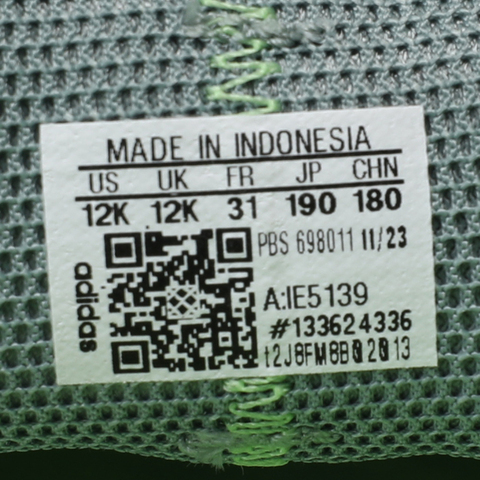 MADE IN INDONESIA
US UK FR JP CHN
12K 12K 31 190 180
PBS 698011 11/23
adidas
A:IE5139
#133624336
t2J8FM8B02013